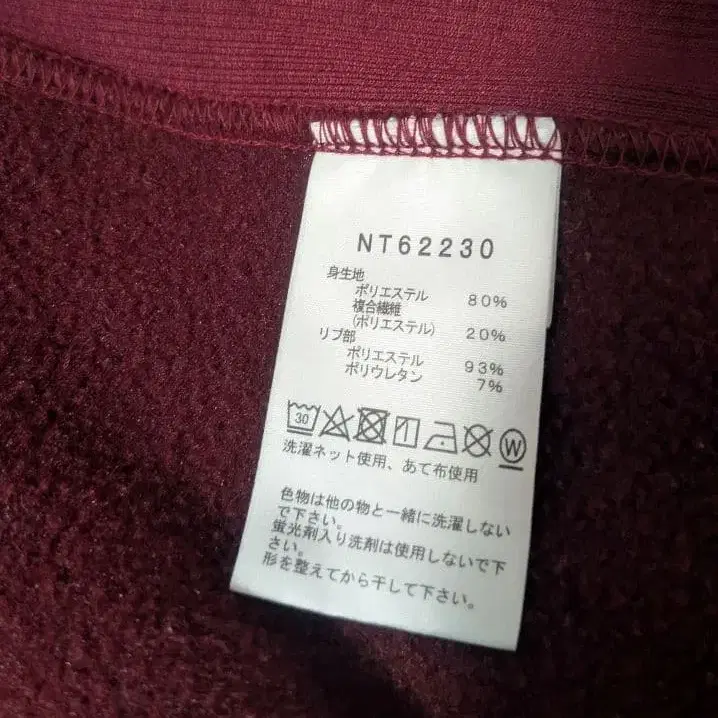 NT62230
身生地
ポリエステル 80%
複合繊維
(ポリエステル) 20%
リブ部
ポリエステル 93%
ポリウレタン 7%
30 W
洗濯ネット使用、あて布使用
色物は他の物と一緒に洗濯しない
で下さい。
蛍光剤入り洗剤は使用しないで下
さい。
形を整えてから干して下さい。